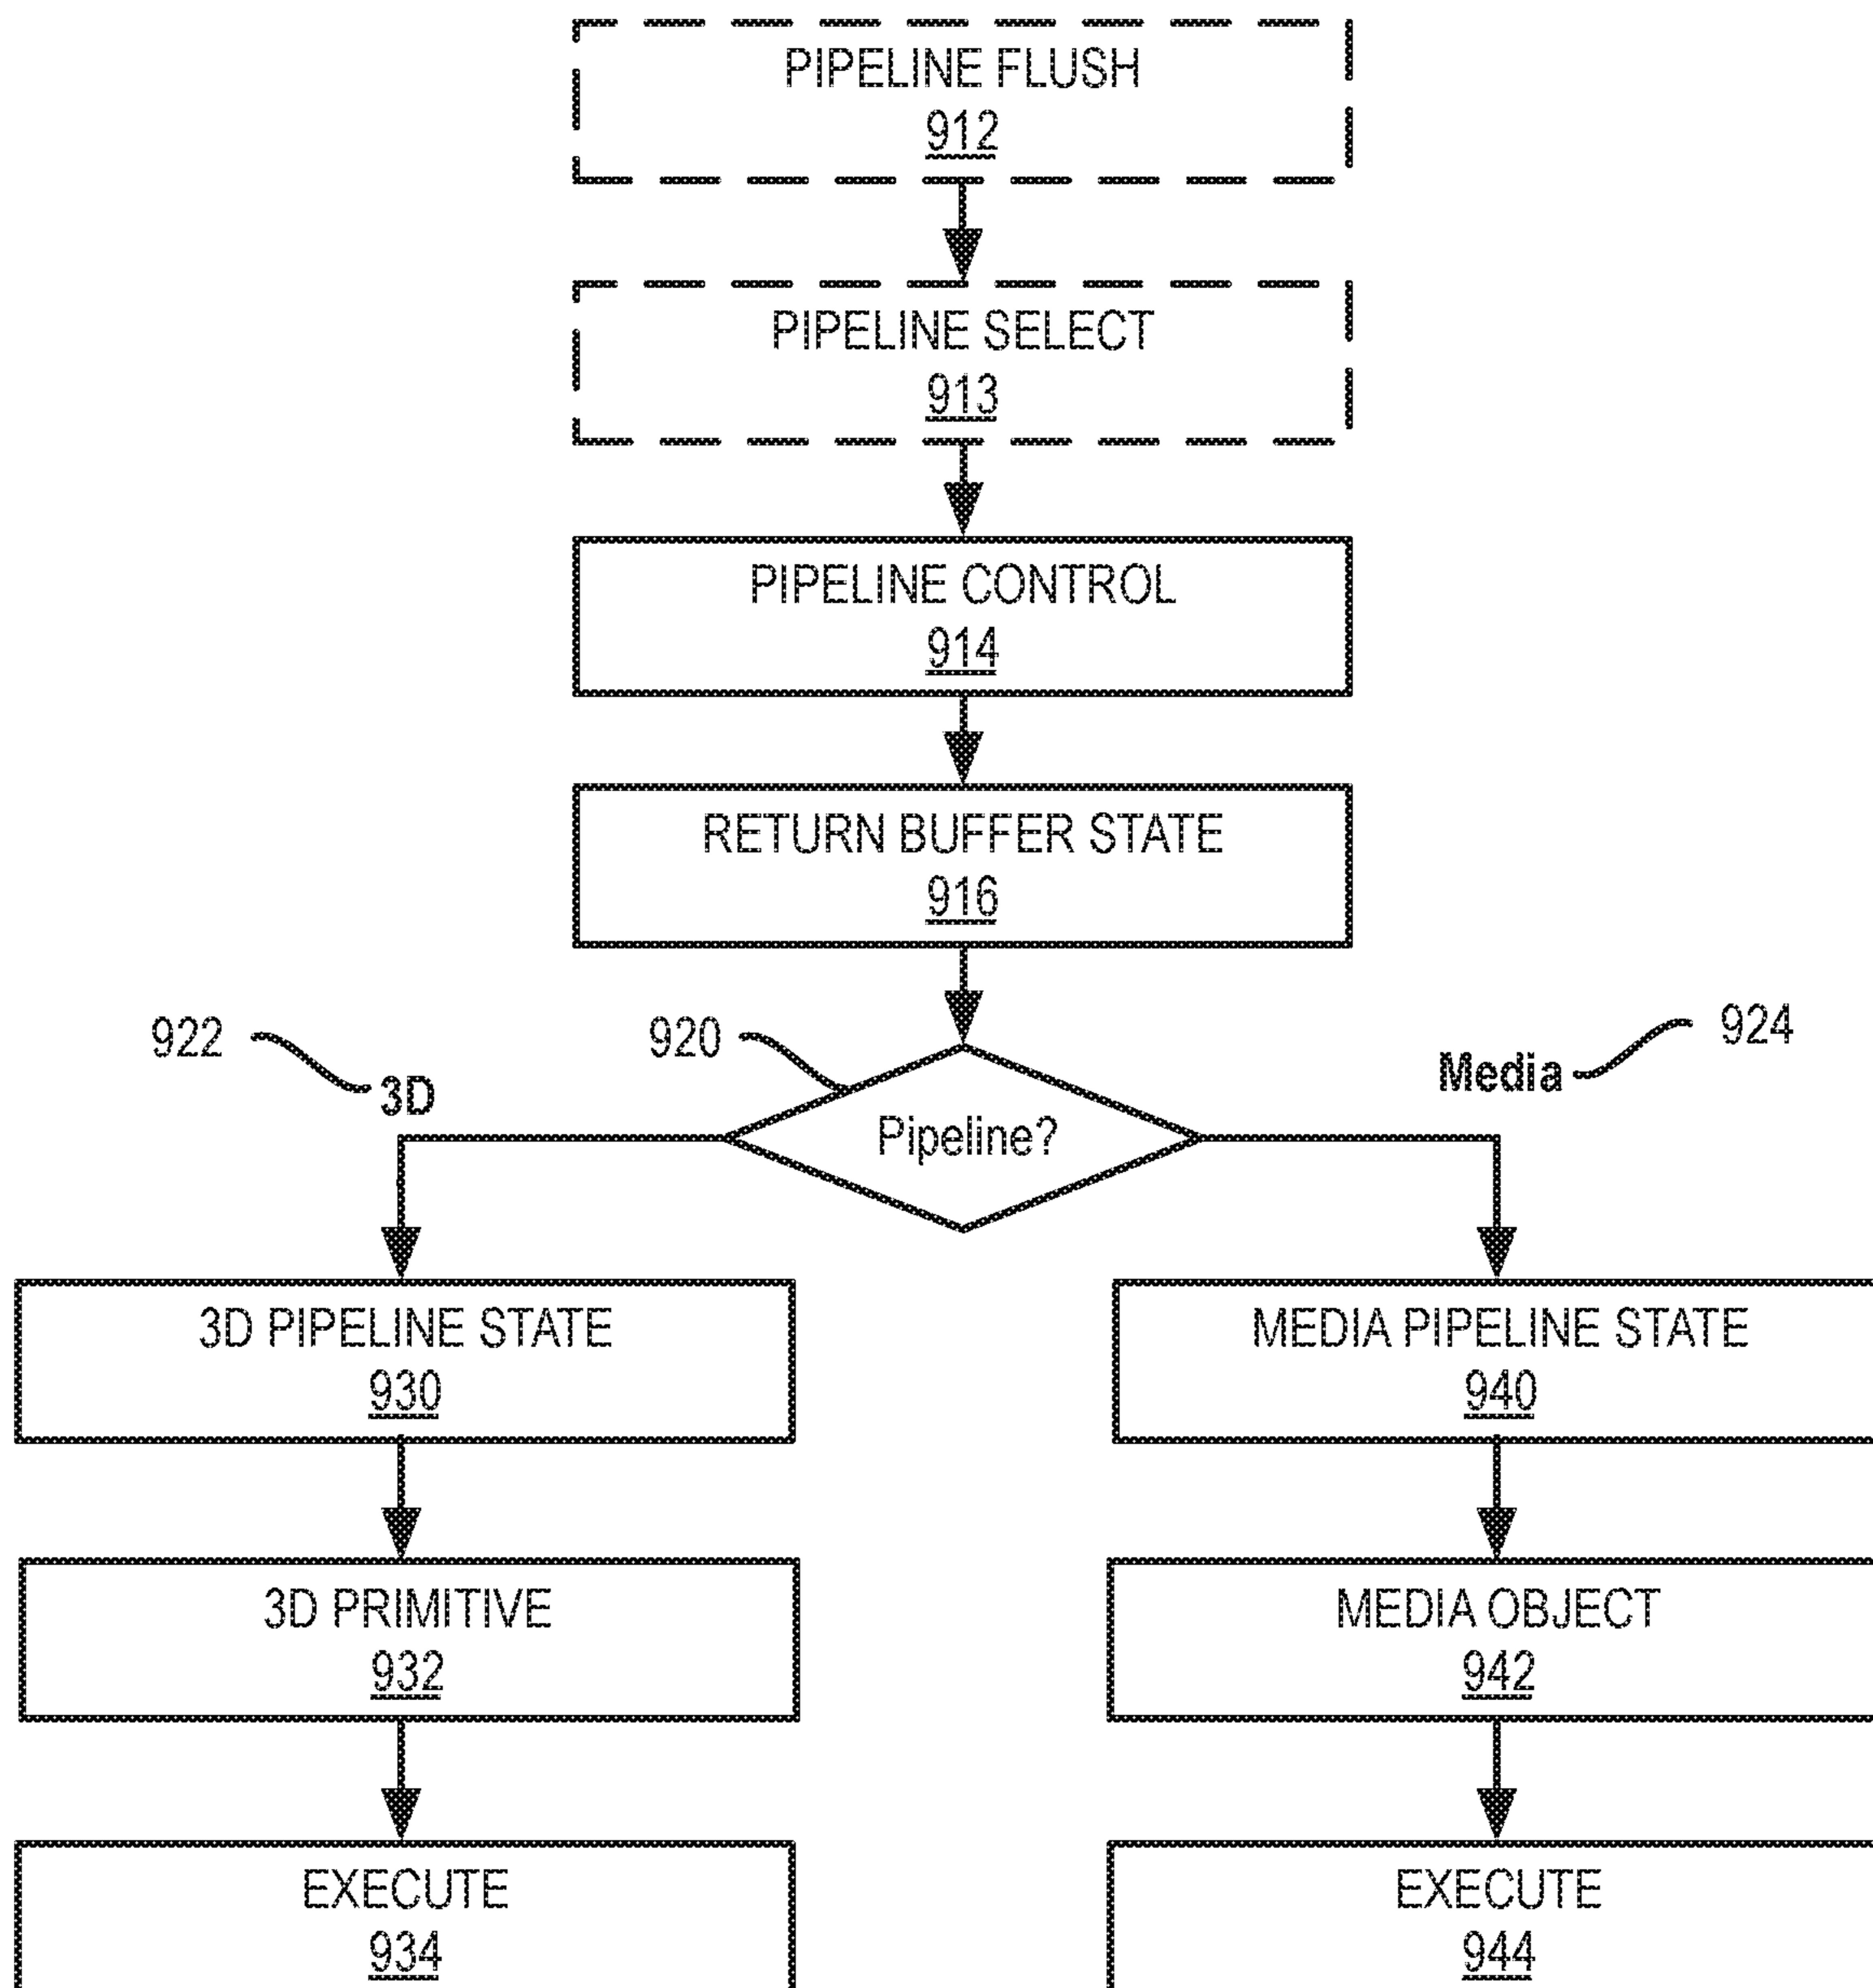 PIPELINE FLUSH
912
PIPELINE SELECT
913
PIPELINE CONTROL
914
RETURN BUFFER STATE
916
922
920
924
3D
Media
Pipeline?
3D PIPELINE STATE
930
MEDIA PIPELINE STATE
940
3D PRIMITIVE
932
MEDIA OBJECT
942
EXECUTE
934
EXECUTE
944